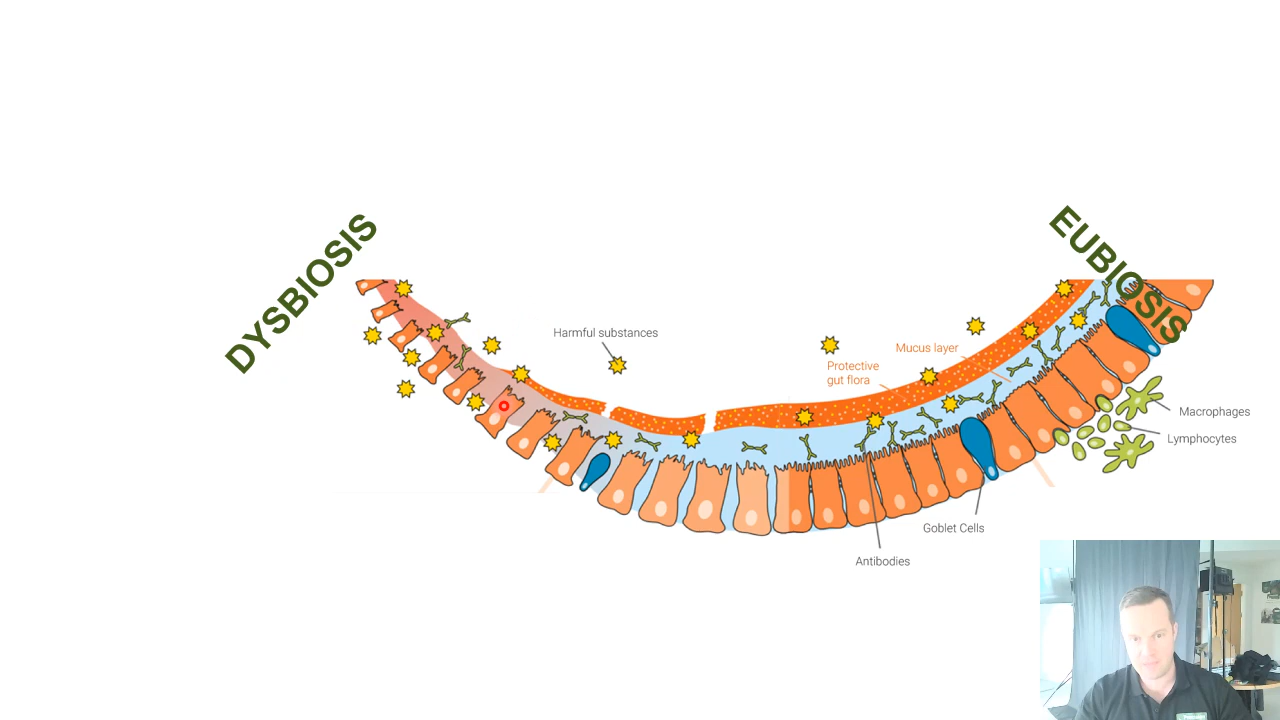 DYSBIOSIS
EUBIOSIS
Harmful substances
Mucus layer
Protective
gut flora
Macrophages
Lymphocytes
Goblet Cells
Antibodies